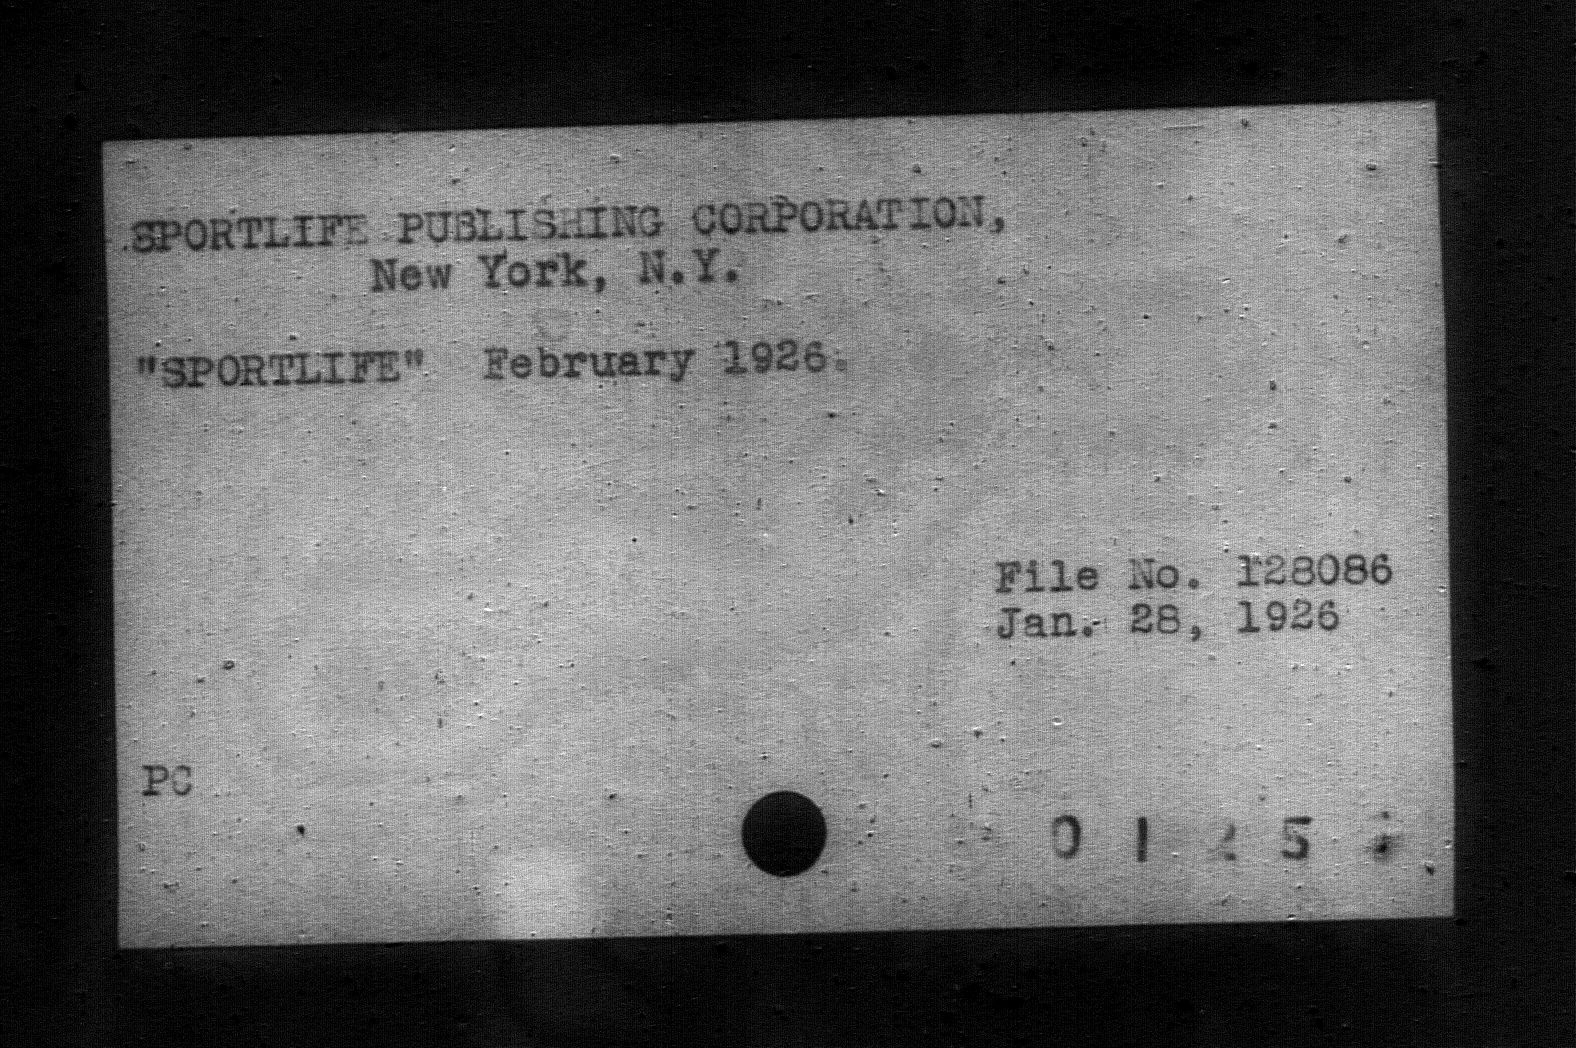 SPORTLIFE PUBLISHING CORPORATION,
New York, N.Y.
"SPORTLIFE" February 1926.
File No. 128086
Jan. 28, 1926
PC